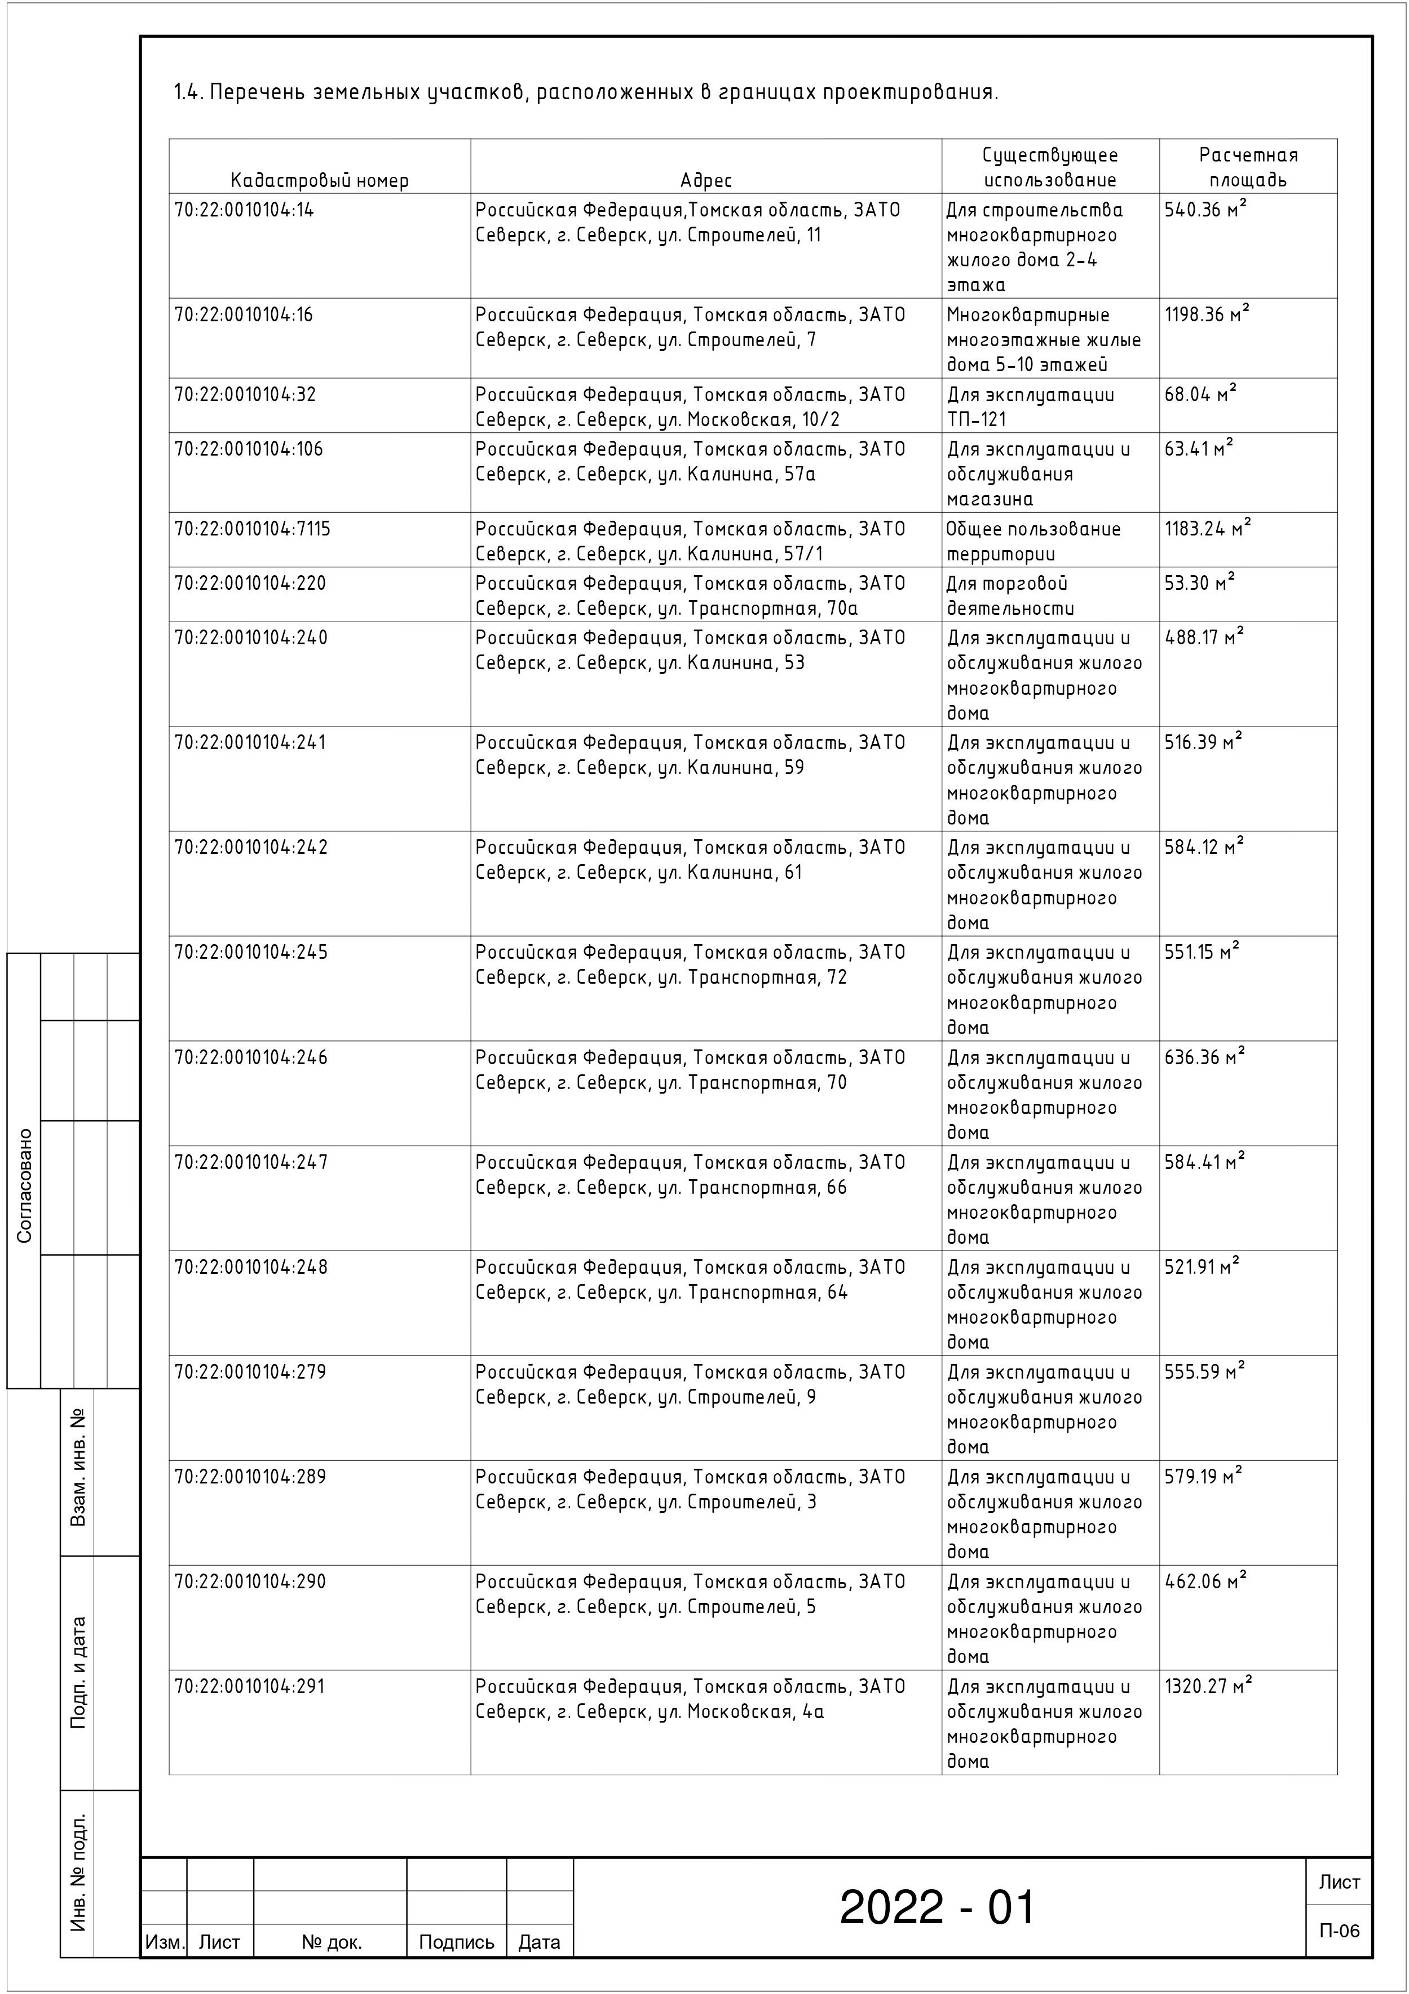 1.4. Перечень земельных участков, расположенных в границах проектирования.
Кадастровый номер
Адрес
Существующее
использование
Расчетная
площадь
70:22:0010104:14
Российская Федерация,Томская область, ЗАТО
Северск, г. Северск, ул. Строителей, 11
Для строительства
многоквартирного
жилого дома 2-4
этажа
540.36 м²
70:22:0010104:16
Российская Федерация, Томская область, ЗАТО
Северск, г. Северск, ул. Строителей, 7
Многоквартирные
многоэтажные жилые
дома 5-10 этажей
1198.36 м²
70:22:0010104:32
Российская Федерация, Томская область, ЗАТО
Северск, г. Северск, ул. Московская, 10/2
Для эксплуатации
ТП-121
68.04 м²
70:22:0010104:106
Российская Федерация, Томская область, ЗАТО
Северск, г. Северск, ул. Калинина, 57а
Для эксплуатации и
обслуживания
магазина
63.41 м²
70:22:0010104:7115
Российская Федерация, Томская область, ЗАТО
Северск, г. Северск, ул. Калинина, 57/1
Общее пользование
территории
1183.24 м²
70:22:0010104:220
Российская Федерация, Томская область, ЗАТО
Северск, г. Северск, ул. Транспортная, 70а
Для торговой
деятельности
53.30 м²
70:22:0010104:240
Российская Федерация, Томская область, ЗАТО
Северск, г. Северск, ул. Калинина, 53
Для эксплуатации и
обслуживания жилого
многоквартирного
дома
488.17 м²
70:22:0010104:241
Российская Федерация, Томская область, ЗАТО
Северск, г. Северск, ул. Калинина, 59
Для эксплуатации и
обслуживания жилого
многоквартирного
дома
516.39 м²
70:22:0010104:242
Российская Федерация, Томская область, ЗАТО
Северск, г. Северск, ул. Калинина, 61
Для эксплуатации и
обслуживания жилого
многоквартирного
дома
584.12 м²
70:22:0010104:245
Российская Федерация, Томская область, ЗАТО
Северск, г. Северск, ул. Транспортная, 72
Для эксплуатации и
обслуживания жилого
многоквартирного
дома
551.15 м²
70:22:0010104:246
Российская Федерация, Томская область, ЗАТО
Северск, г. Северск, ул. Транспортная, 70
Для эксплуатации и
обслуживания жилого
многоквартирного
дома
636.36 м²
70:22:0010104:247
Российская Федерация, Томская область, ЗАТО
Северск, г. Северск, ул. Транспортная, 66
Для эксплуатации и
обслуживания жилого
многоквартирного
дома
584.41 м²
70:22:0010104:248
Российская Федерация, Томская область, ЗАТО
Северск, г. Северск, ул. Транспортная, 64
Для эксплуатации и
обслуживания жилого
многоквартирного
дома
521.91 м²
70:22:0010104:279
Российская Федерация, Томская область, ЗАТО
Северск, г. Северск, ул. Строителей, 9
Для эксплуатации и
обслуживания жилого
многоквартирного
дома
555.59 м²
70:22:0010104:289
Российская Федерация, Томская область, ЗАТО
Северск, г. Северск, ул. Строителей, 3
Для эксплуатации и
обслуживания жилого
многоквартирного
дома
579.19 м²
70:22:0010104:290
Российская Федерация, Томская область, ЗАТО
Северск, г. Северск, ул. Строителей, 5
Для эксплуатации и
обслуживания жилого
многоквартирного
дома
462.06 м²
70:22:0010104:291
Российская Федерация, Томская область, ЗАТО
Северск, г. Северск, ул. Московская, 4а
Для эксплуатации и
обслуживания жилого
многоквартирного
дома
1320.27 м²
Согласовано
Взам. инв. №
Подп. и дата
Инв. № подл.
Изм.
Лист
№ док.
Подпись
Дата
2022 - 01
Лист
П-06